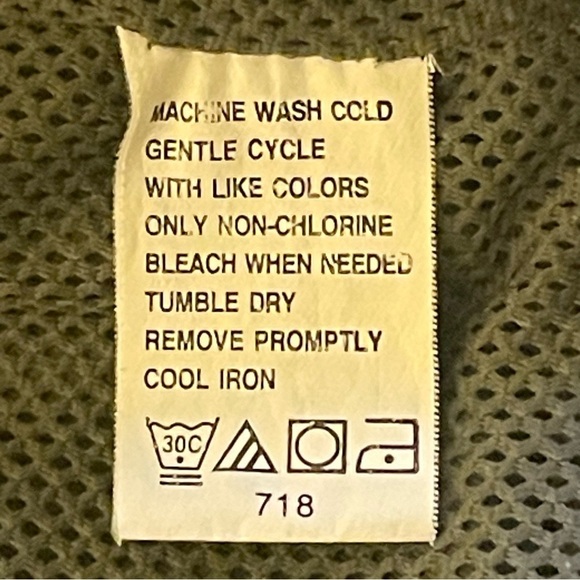 MACHINE WASH COLD
GENTLE CYCLE
WITH LIKE COLORS
ONLY NON-CHLORINE
BLEACH WHEN NEEDED
TUMBLE DRY
REMOVE PROMPTLY
COOL IRON
30C
718